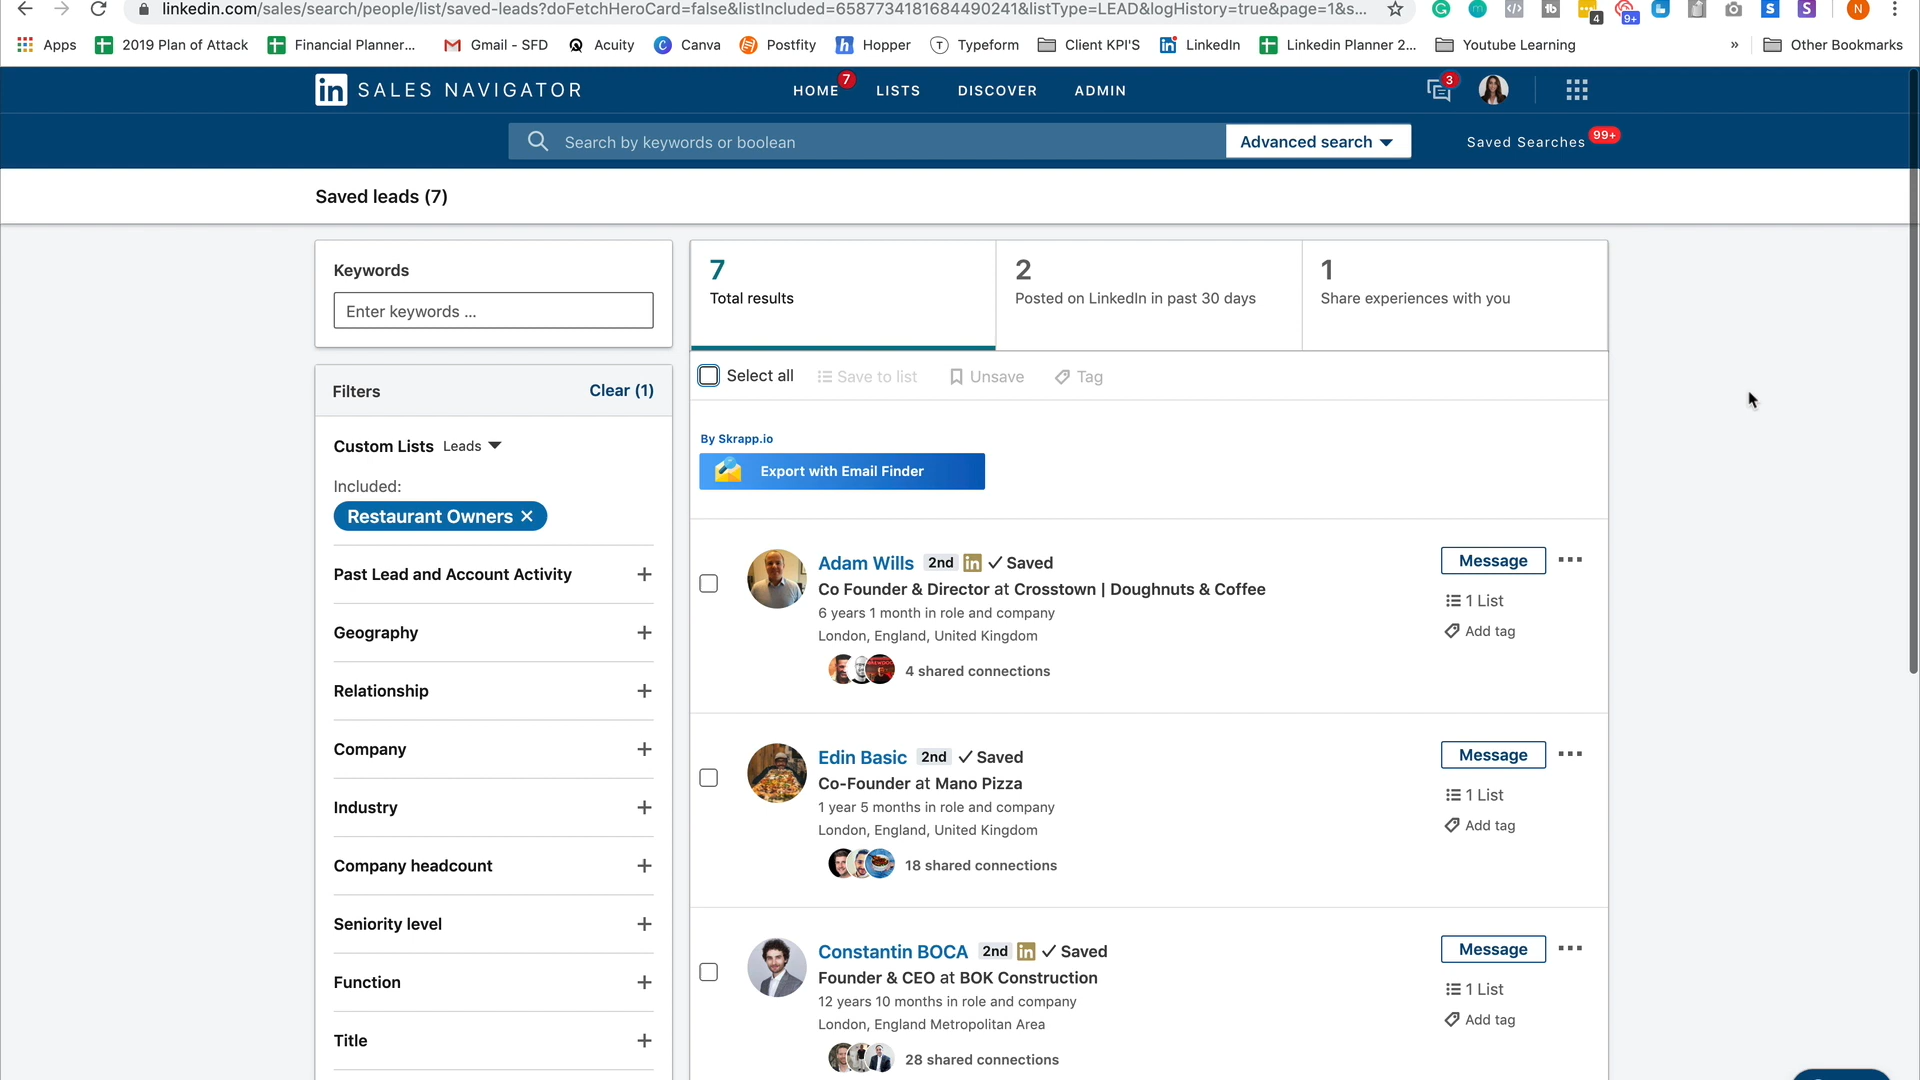 linkedin.com/sales/search/people/list/saved-leads?doFetchHeroCard=false&listIncluded=6587734181684490241&listType=LEAD&logHistory=true&page=1&s...
4
9+
N
Apps
2019 Plan of Attack
Financial Planner...
Gmail - SFD
Acuity
Canva
Postfity
Hopper
Typeform
Client KPI'S
LinkedIn
Linkedin Planner 2...
Youtube Learning
»
Other Bookmarks
in SALES NAVIGATOR
HOME 7
LISTS
DISCOVER
ADMIN
3
Search by keywords or boolean
Advanced search
Saved Searches 99+
Saved leads (7)
Keywords
Enter keywords ...
Filters
Clear (1)
Custom Lists Leads
Included:
Restaurant Owners ×
Past Lead and Account Activity +
Geography +
Relationship +
Company +
Industry +
Company headcount +
Seniority level +
Function +
Title +
7
Total results
2
Posted on LinkedIn in past 30 days
1
Share experiences with you
Select all
Save to list
Unsave
Tag
By Skrapp.io
Export with Email Finder
Adam Wills 2nd in ✓ Saved
Co Founder & Director at Crosstown | Doughnuts & Coffee
6 years 1 month in role and company
London, England, United Kingdom
4 shared connections
Message
1 List
Add tag
Edin Basic 2nd ✓ Saved
Co-Founder at Mano Pizza
1 year 5 months in role and company
London, England, United Kingdom
18 shared connections
Message
1 List
Add tag
Constantin BOCA 2nd in ✓ Saved
Founder & CEO at BOK Construction
12 years 10 months in role and company
London, England Metropolitan Area
28 shared connections
Message
1 List
Add tag